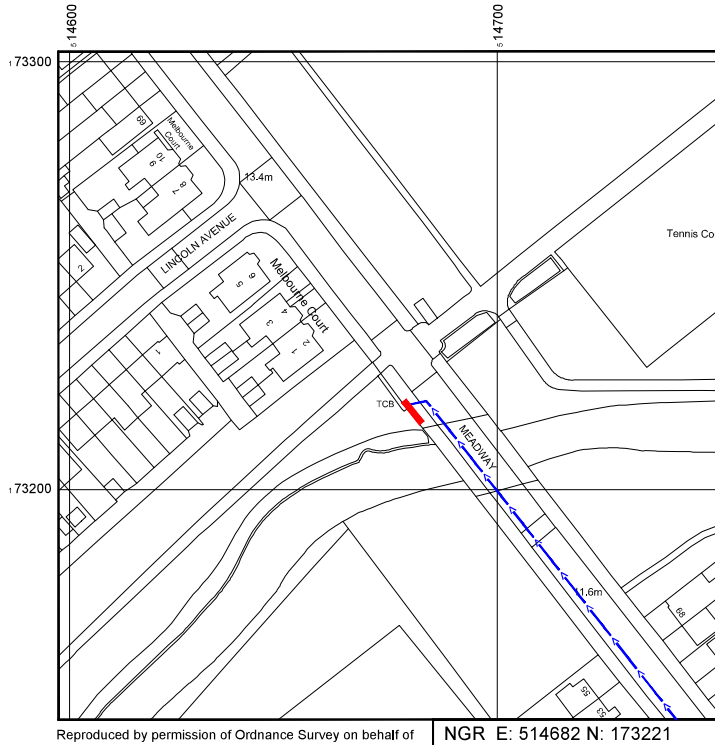 514600
514700
173300
69
Melbourne
Court
10
9
8
7
13.4m
LINCOLN AVENUE
Tennis Co
2
6
5
Melbourne Court
4
3
2
1
1
TCB
MEADWAY
173200
11.6m
68
55
53
Reproduced by permission of Ordnance Survey on behalf of
NGR E: 514682 N: 173221